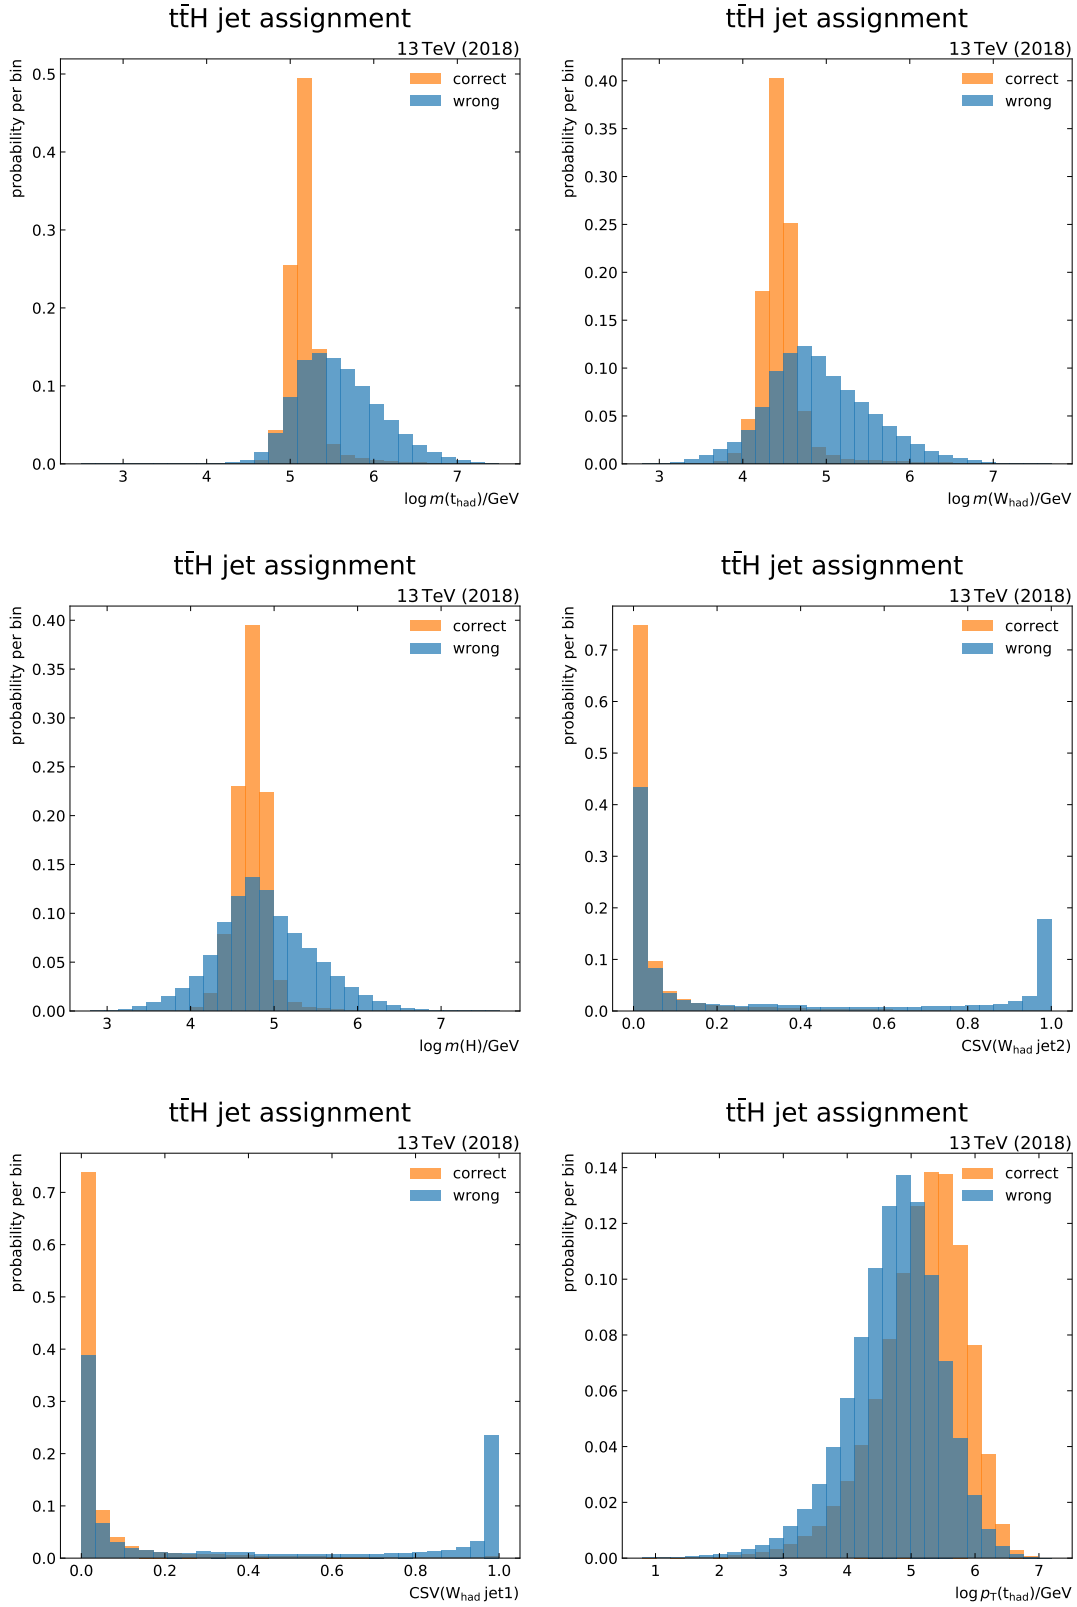 tt̄H jet assignment
13 TeV (2018)
probability per bin
correct
wrong
0.5
0.4
0.3
0.2
0.1
0.0
3 4 5 6 7
log m(t_had)/GeV
tt̄H jet assignment
13 TeV (2018)
probability per bin
correct
wrong
0.40
0.35
0.30
0.25
0.20
0.15
0.10
0.05
0.00
3 4 5 6 7
log m(W_had)/GeV
tt̄H jet assignment
13 TeV (2018)
probability per bin
correct
wrong
0.40
0.35
0.30
0.25
0.20
0.15
0.10
0.05
0.00
3 4 5 6 7
log m(H)/GeV
tt̄H jet assignment
13 TeV (2018)
probability per bin
correct
wrong
0.7
0.6
0.5
0.4
0.3
0.2
0.1
0.0
0.0 0.2 0.4 0.6 0.8 1.0
CSV(W_had jet2)
tt̄H jet assignment
13 TeV (2018)
probability per bin
correct
wrong
0.7
0.6
0.5
0.4
0.3
0.2
0.1
0.0
0.0 0.2 0.4 0.6 0.8 1.0
CSV(W_had jet1)
tt̄H jet assignment
13 TeV (2018)
probability per bin
correct
wrong
0.14
0.12
0.10
0.08
0.06
0.04
0.02
0.00
1 2 3 4 5 6 7
log p_T(t_had)/GeV